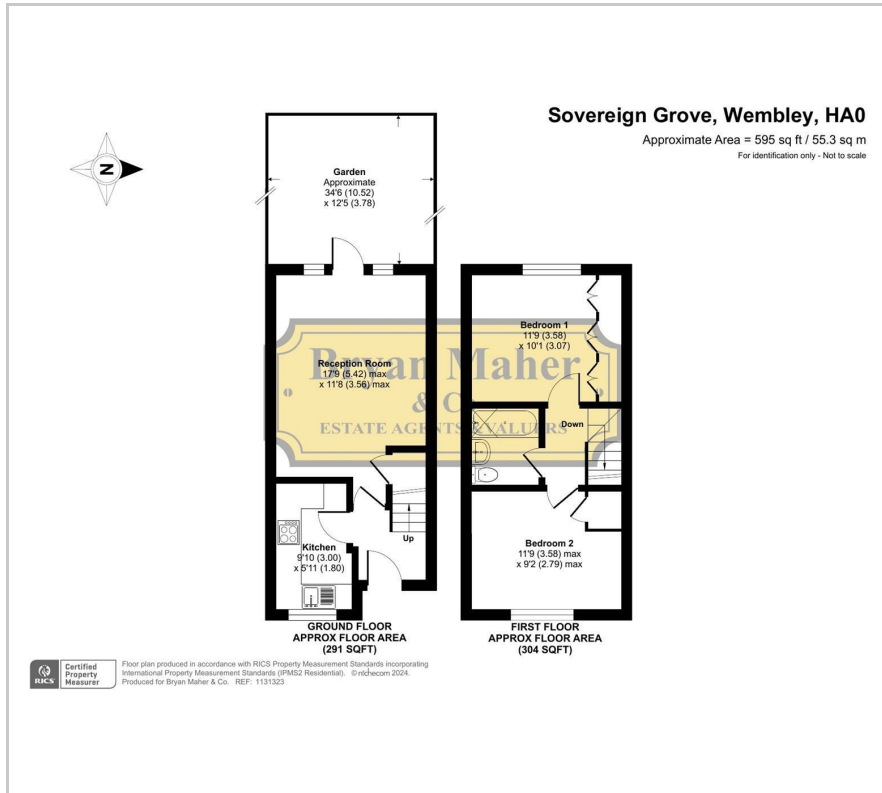 Sovereign Grove, Wembley, HA0
Approximate Area = 595 sq ft / 55.3 sq m
For identification only - Not to scale
N
Garden
Approximate
34'6 (10.52)
x 12'5 (3.78)
Bryan Maher
& C
ESTATE AGENTS & VALUERS
Reception Room
17'9 (5.42) max
x 11'8 (3.56) max
Up
Kitchen
9'10 (3.00)
x 5'11 (1.80)
GROUND FLOOR
APPROX FLOOR AREA
(291 SQFT)
Bedroom 1
11'9 (3.58)
x 10'1 (3.07)
Down
Bedroom 2
11'9 (3.58) max
x 9'2 (2.79) max
FIRST FLOOR
APPROX FLOOR AREA
(304 SQFT)
RICS
Certified
Property
Measurer
Floor plan produced in accordance with RICS Property Measurement Standards incorporating
International Property Measurement Standards (IPMS2 Residential). © nichecom 2024.
Produced for Bryan Maher & Co. REF: 1131323